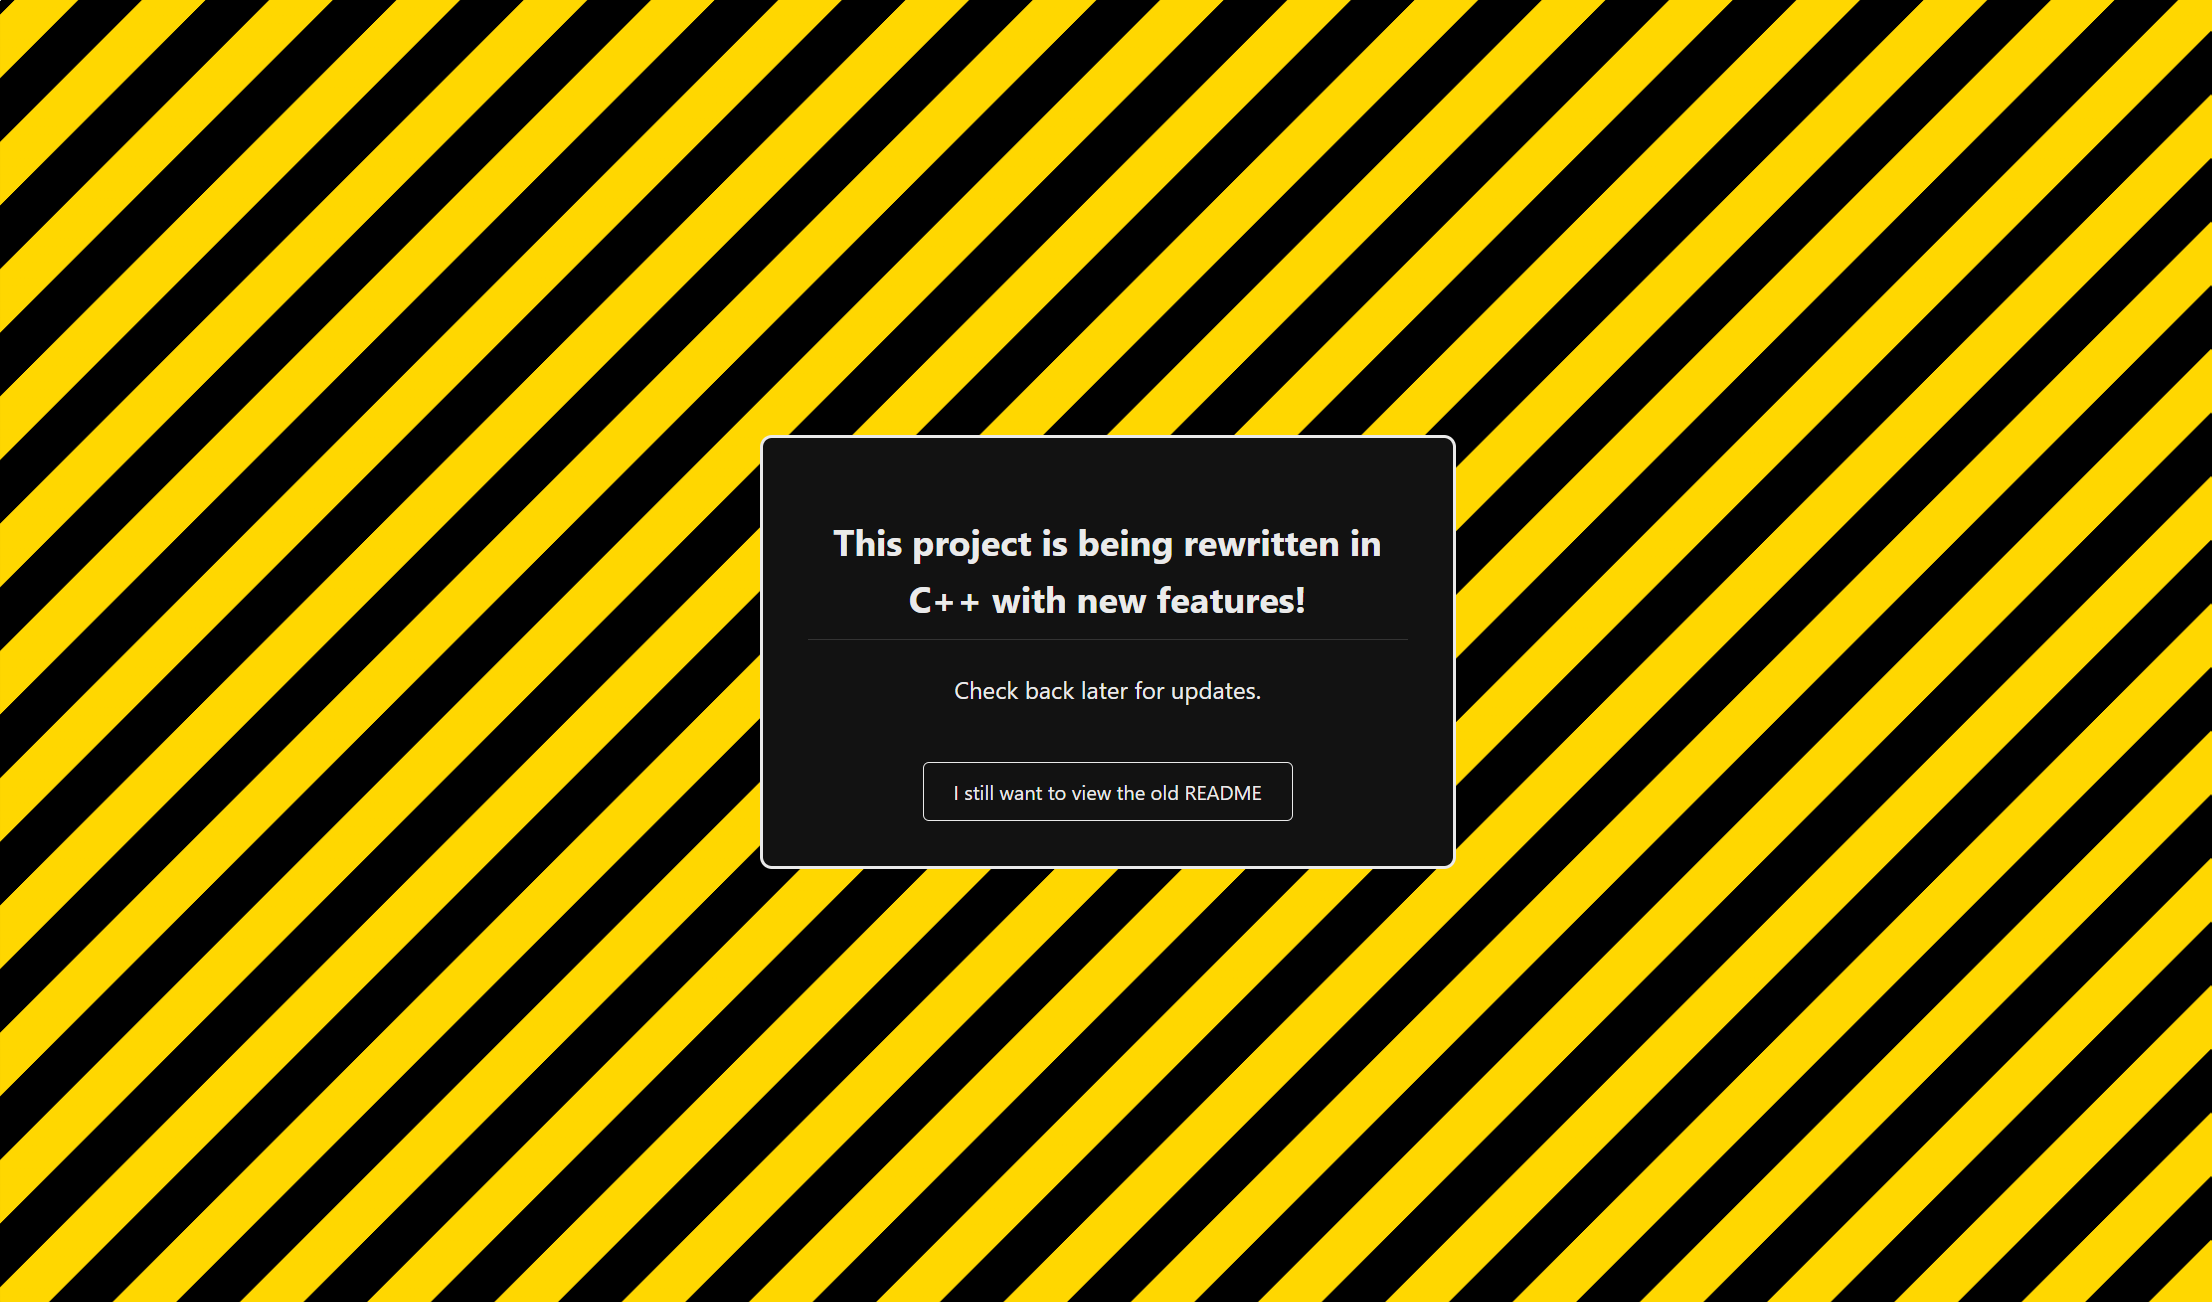 This project is being rewritten in
C++ with new features!
Check back later for updates.
I still want to view the old README